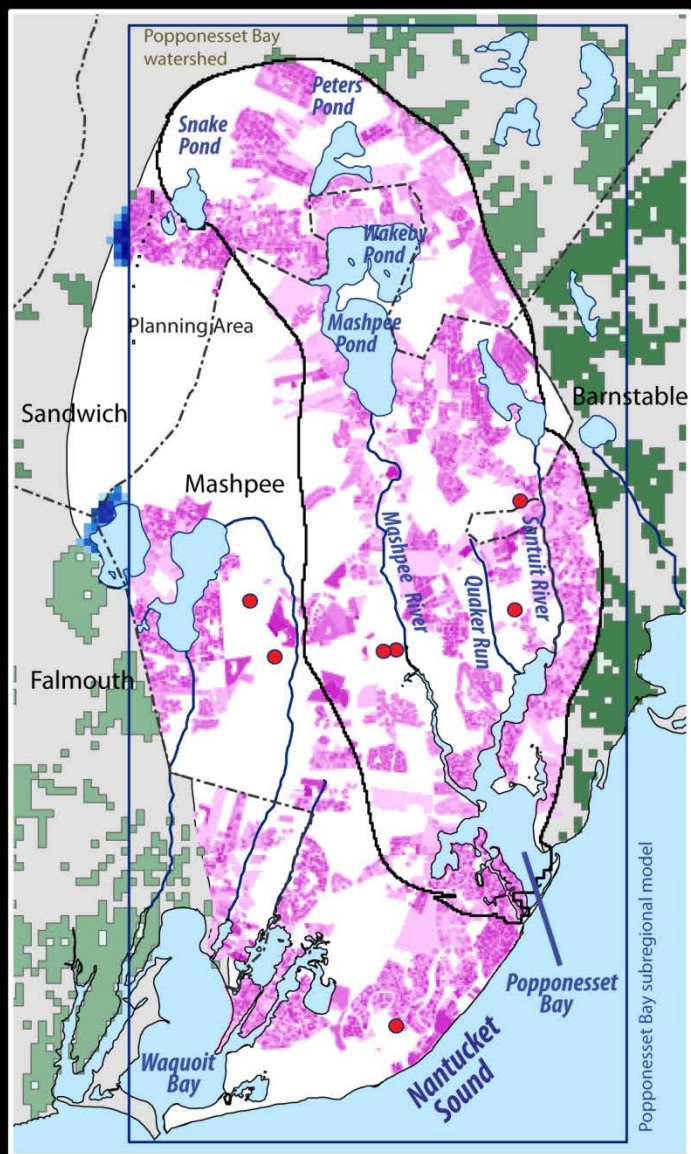 Popponesset Bay
watershed
Peters
Pond
Snake
Pond
Wakeby
Pond
Mashpee
Pond
Planning Area
Sandwich
Barnstable
Mashpee
Mashpee River
Quaker Run
Santuit River
Falmouth
Popponesset
Bay
Waquoit
Bay
Nantucket
Sound
Popponesset Bay subregional model